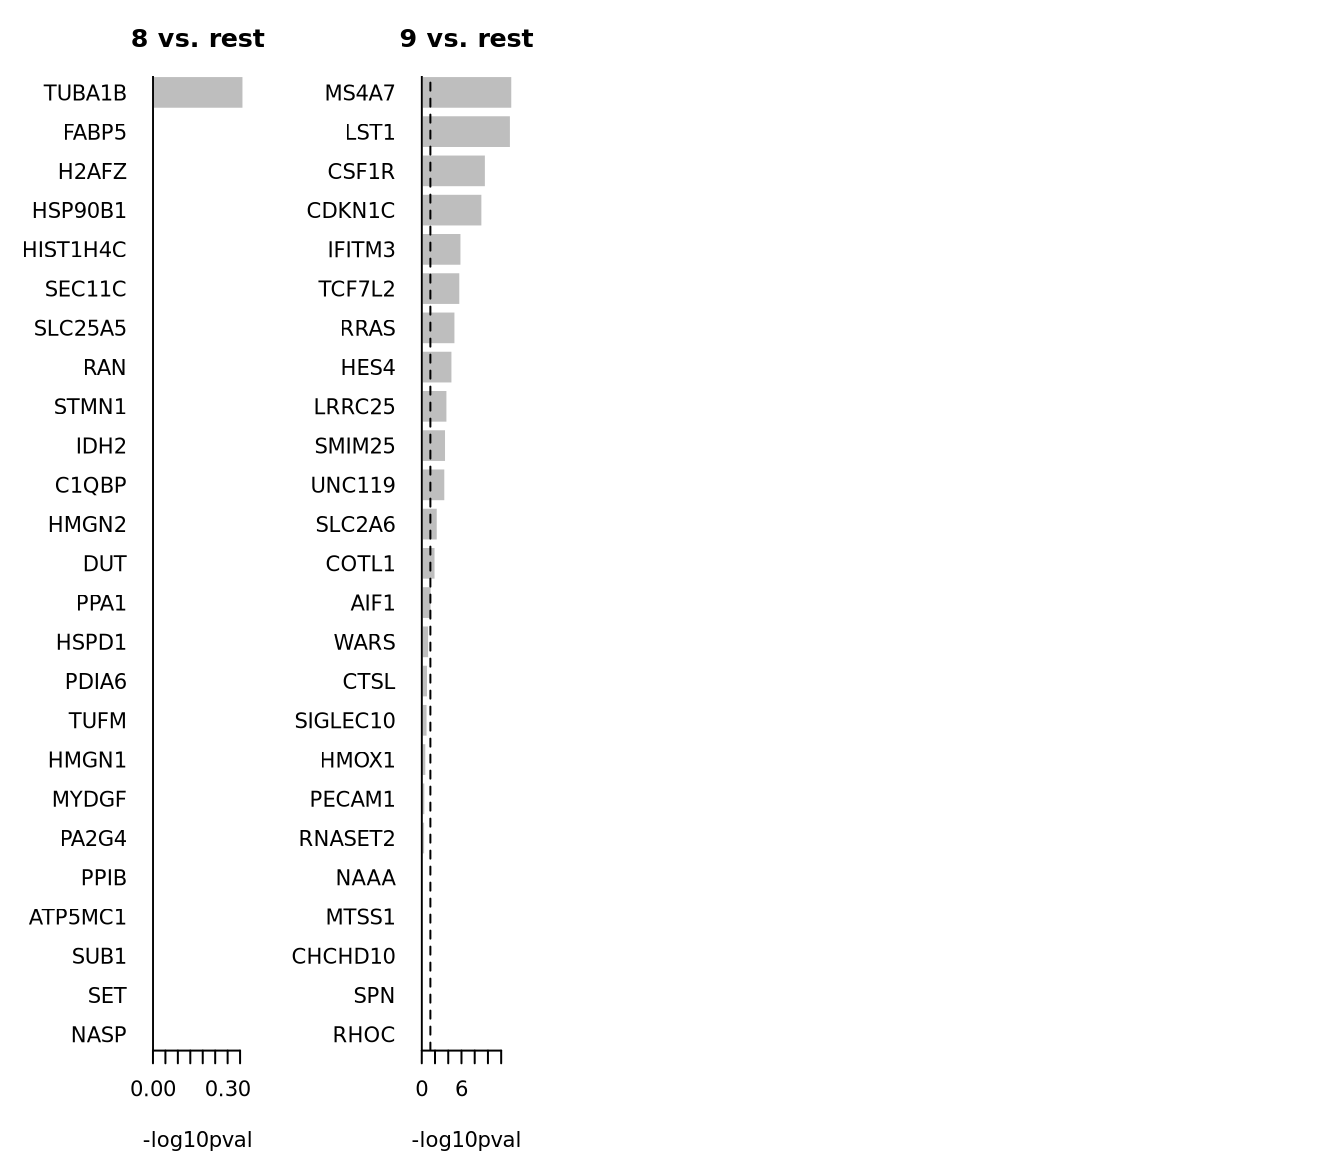 8 vs. rest
TUBA1B
FABP5
H2AFZ
HSP90B1
HIST1H4C
SEC11C
SLC25A5
RAN
STMN1
IDH2
C1QBP
HMGN2
DUT
PPA1
HSPD1
PDIA6
TUFM
HMGN1
MYDGF
PA2G4
PPIB
ATP5MC1
SUB1
SET
NASP
0.00 0.30
-log10pval
9 vs. rest
MS4A7
LST1
CSF1R
CDKN1C
IFITM3
TCF7L2
RRAS
HES4
LRRC25
SMIM25
UNC119
SLC2A6
COTL1
AIF1
WARS
CTSL
SIGLEC10
HMOX1
PECAM1
RNASET2
NAAA
MTSS1
CHCHD10
SPN
RHOC
0 6
-log10pval